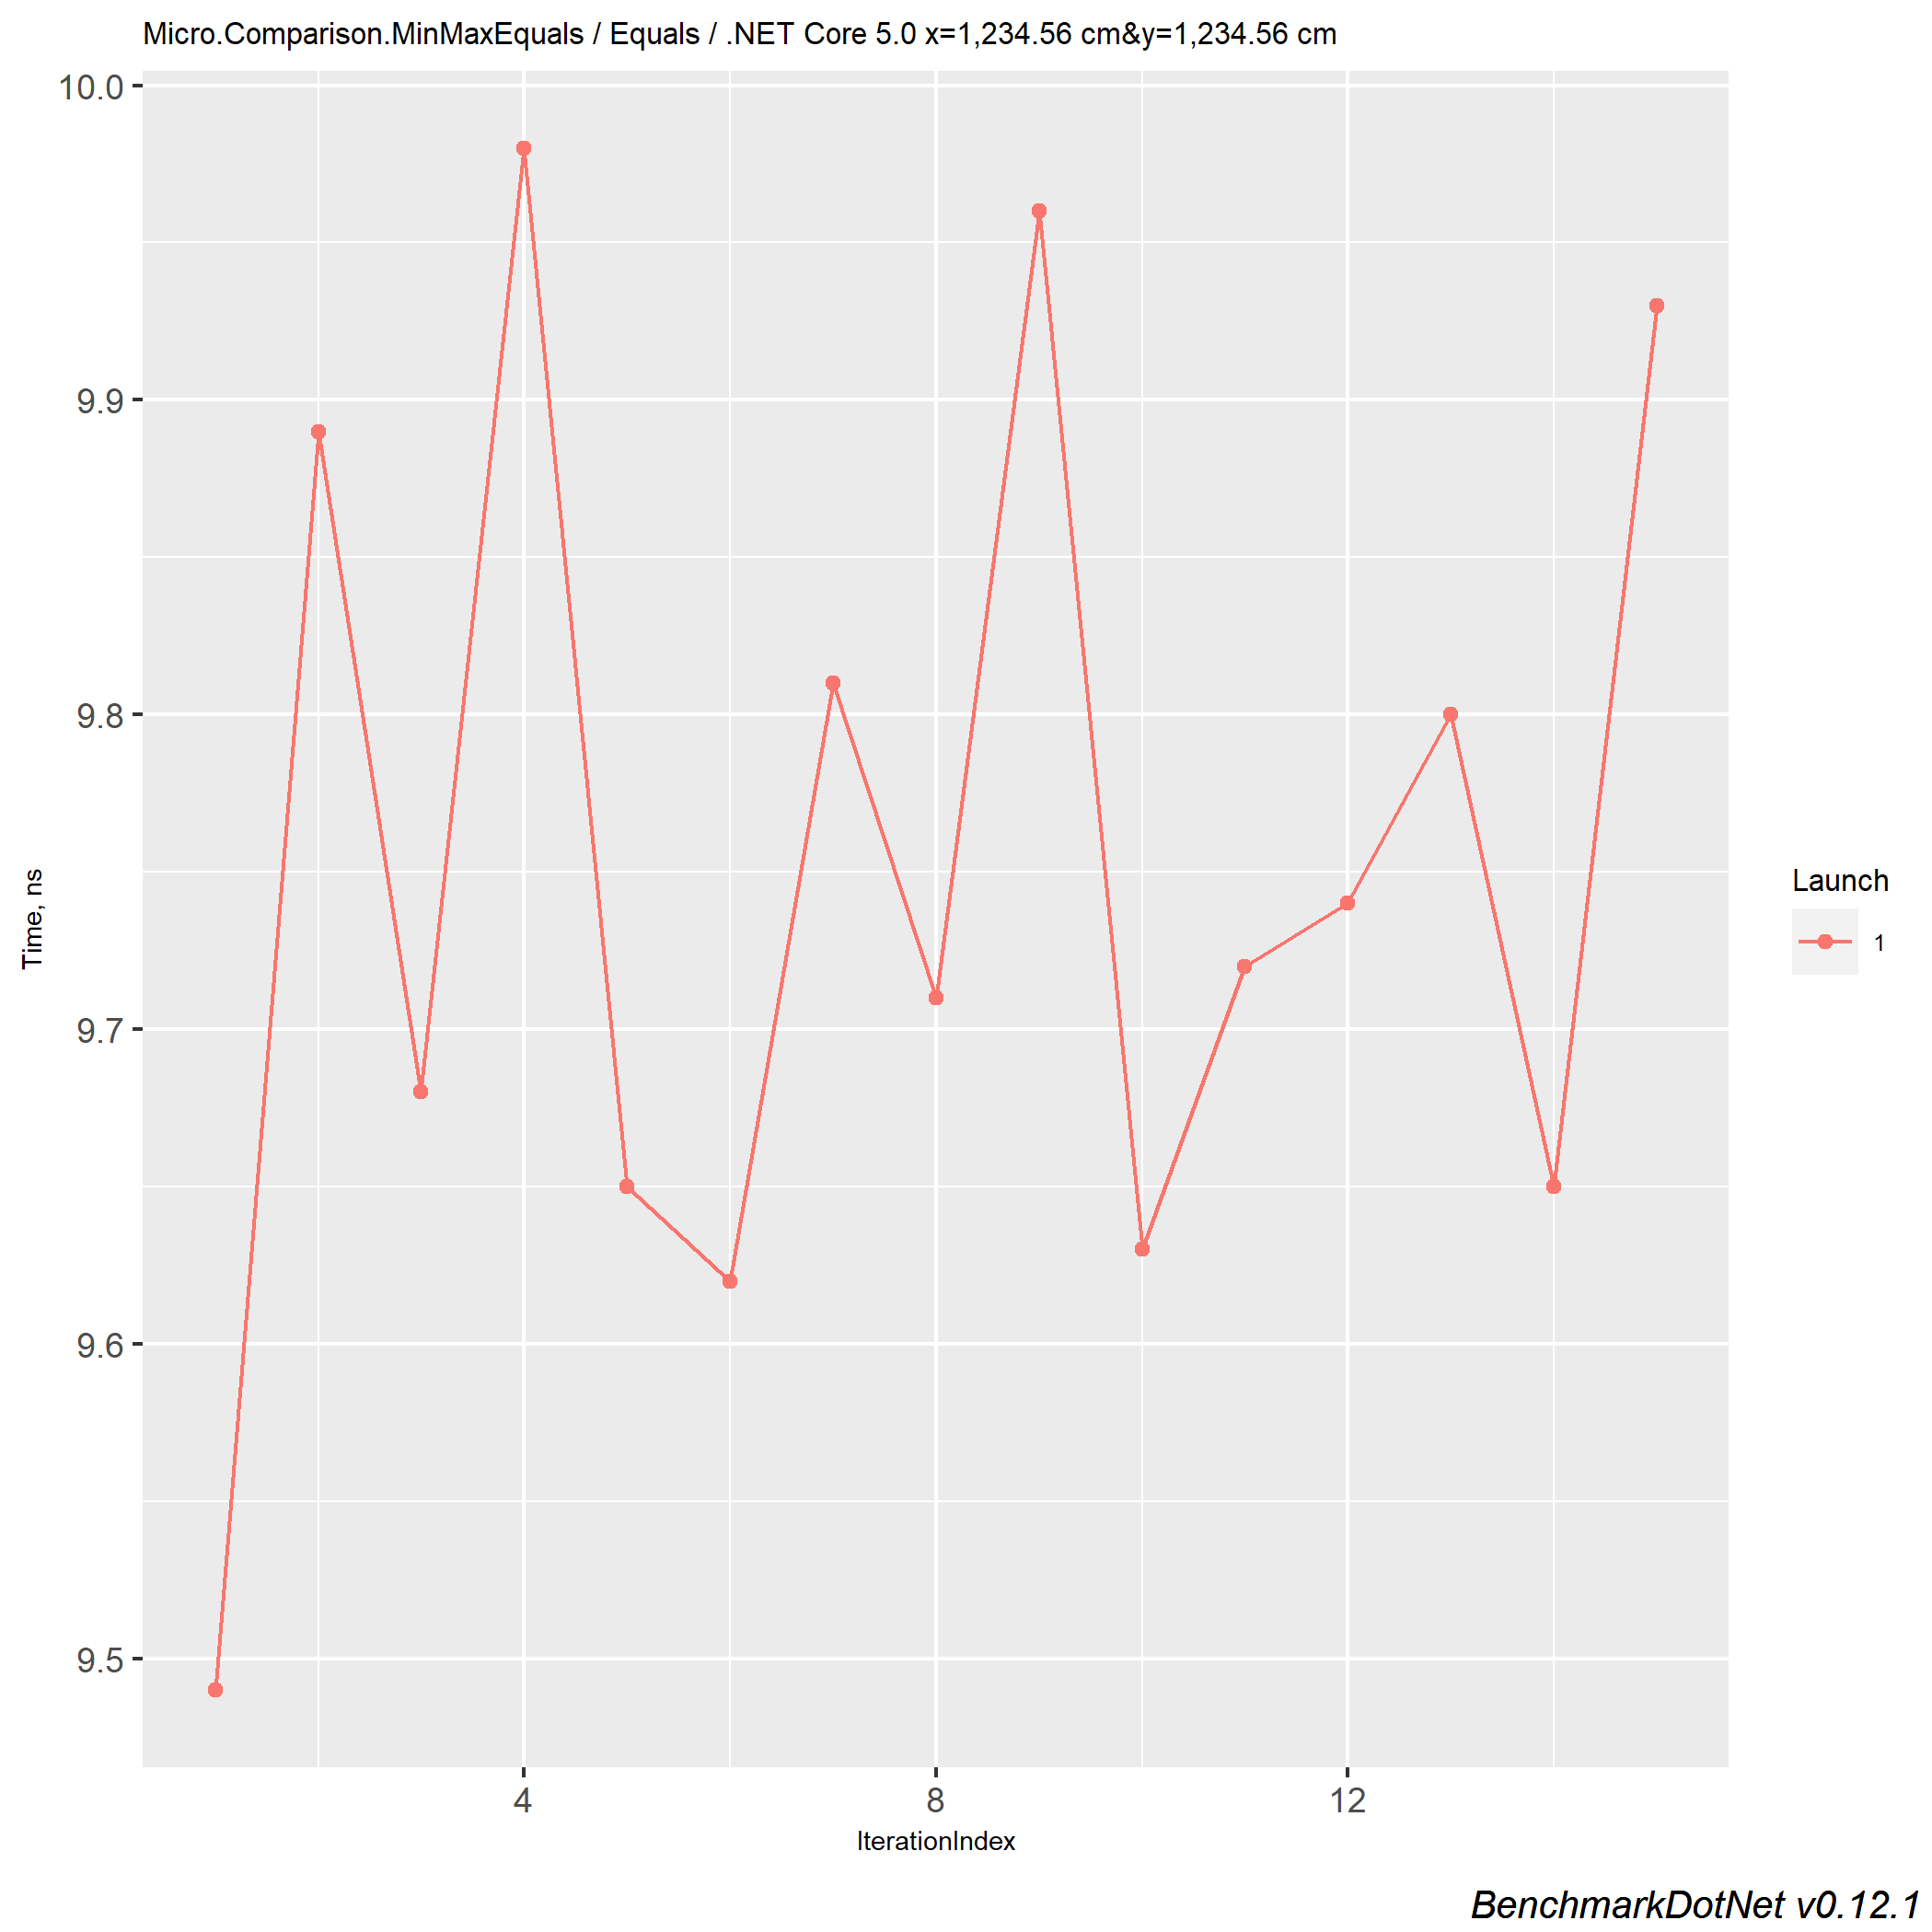 Micro.Comparison.MinMaxEquals / Equals / .NET Core 5.0 x=1,234.56 cm&y=1,234.56 cm
10.0
9.9
9.8
9.7
9.6
9.5
Time, ns
4 8 12
IterationIndex
Launch
1
BenchmarkDotNet v0.12.1